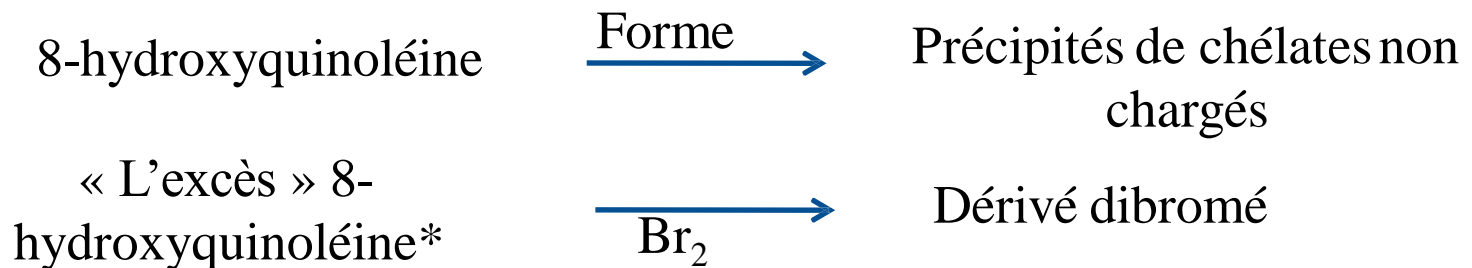 8-hydroxyquinoléine Forme Précipités de chélates non
chargés
« L’excès » 8-
hydroxyquinoléine* Br₂ Dérivé dibromé